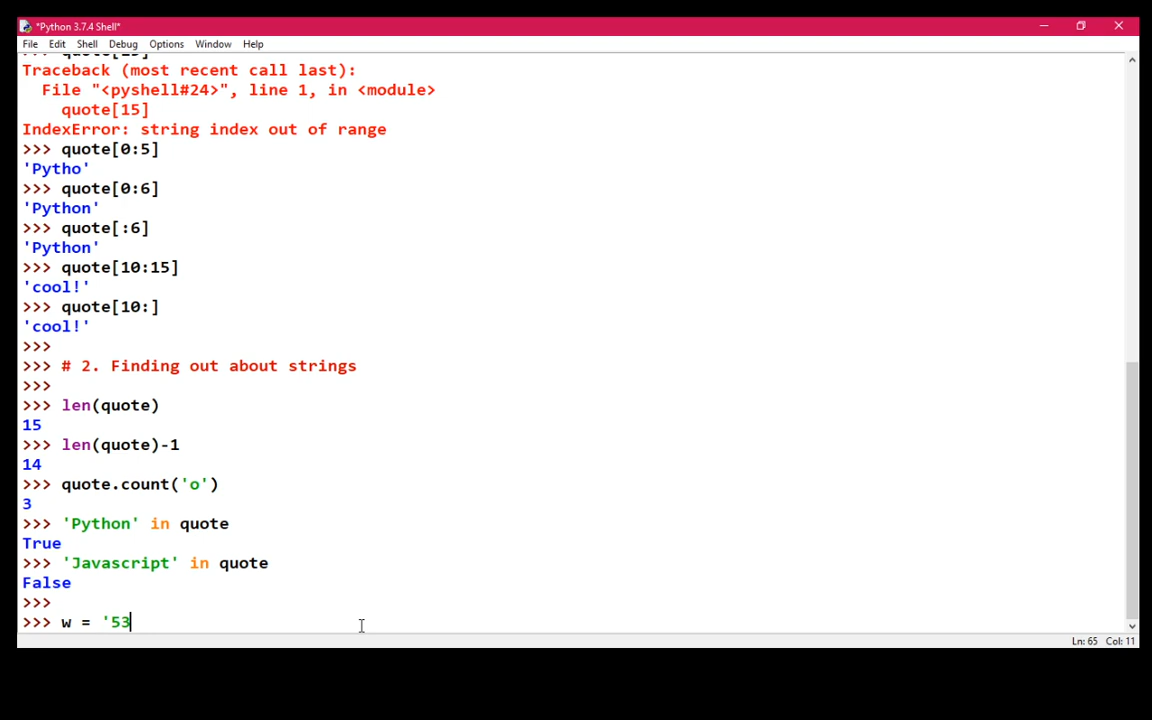 *Python 3.7.4 Shell*
File Edit Shell Debug Options Window Help
Traceback (most recent call last):
  File "<pyshell#24>", line 1, in <module>
    quote[15]
IndexError: string index out of range
>>> quote[0:5]
'Pytho'
>>> quote[0:6]
'Python'
>>> quote[:6]
'Python'
>>> quote[10:15]
'cool!'
>>> quote[10:]
'cool!'
>>>
>>> # 2. Finding out about strings
>>>
>>> len(quote)
15
>>> len(quote)-1
14
>>> quote.count('o')
3
>>> 'Python' in quote
True
>>> 'Javascript' in quote
False
>>>
>>> w = '53
Ln: 65 Col: 11